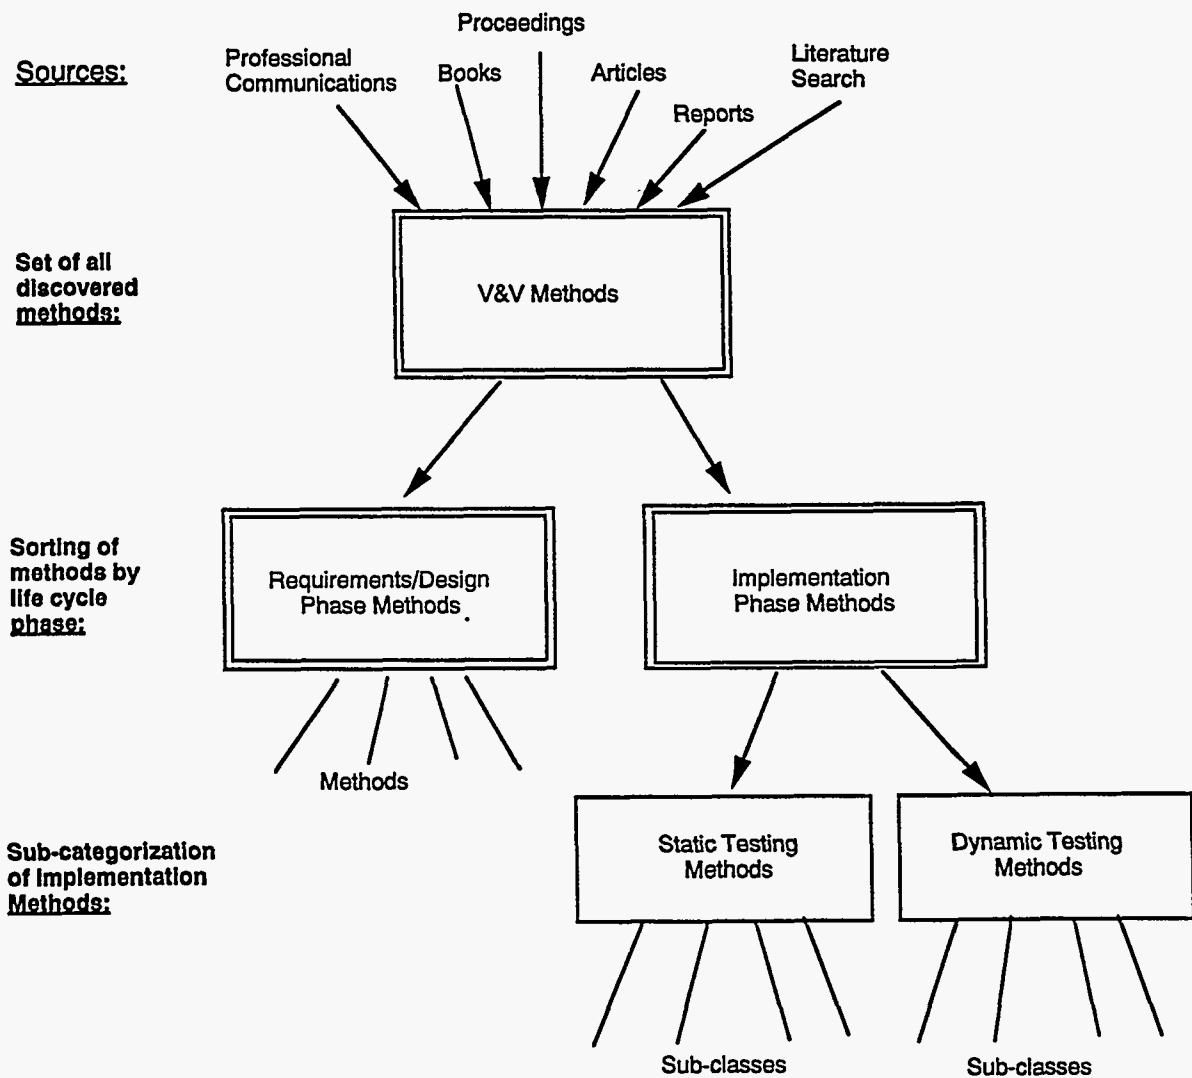 Proceedings
Sources:
Professional
Communications
Books
Articles
Literature
Search
Reports
Set of all
discovered
methods:
V&V Methods
Sorting of
methods by
life cycle
phase:
Requirements/Design
Phase Methods
Implementation
Phase Methods
Methods
Sub-categorization
of Implementation
Methods:
Static Testing
Methods
Dynamic Testing
Methods
Sub-classes
Sub-classes